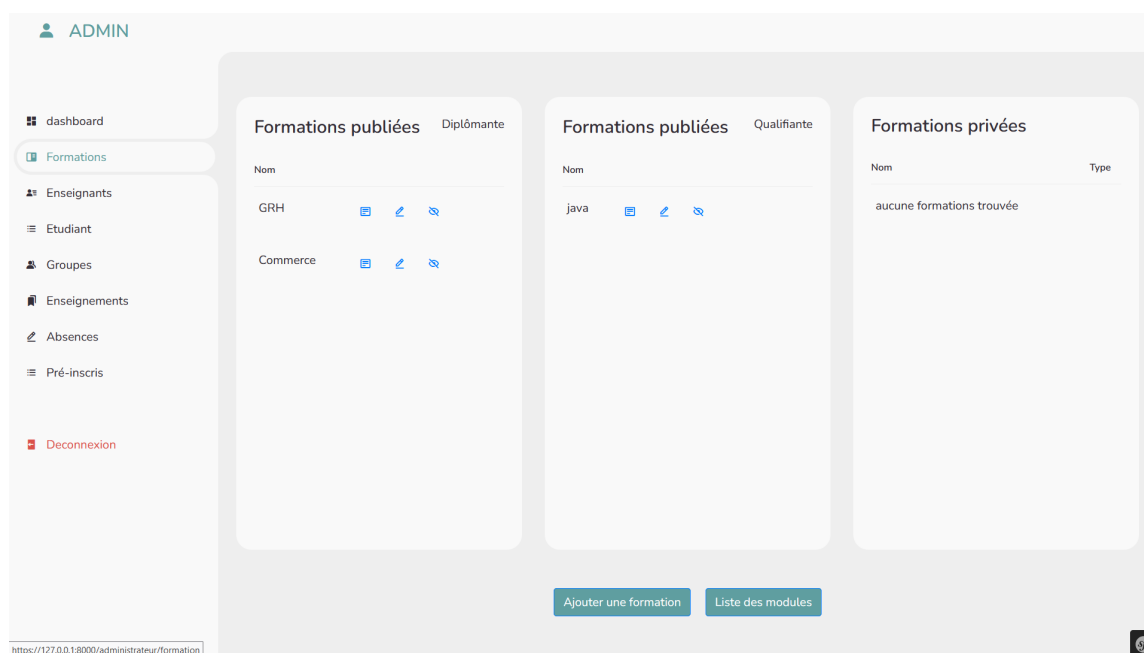 ADMIN
dashboard
Formations
Enseignants
Etudiant
Groupes
Enseignements
Absences
Pré-inscris
Deconnexion
Formations publiées Diplômante
Nom
GRH
Commerce
Formations publiées Qualifiante
Nom
java
Formations privées
Nom Type
aucune formations trouvée
Ajouter une formation Liste des modules
https://127.0.0.1:8000/administrateur/formation